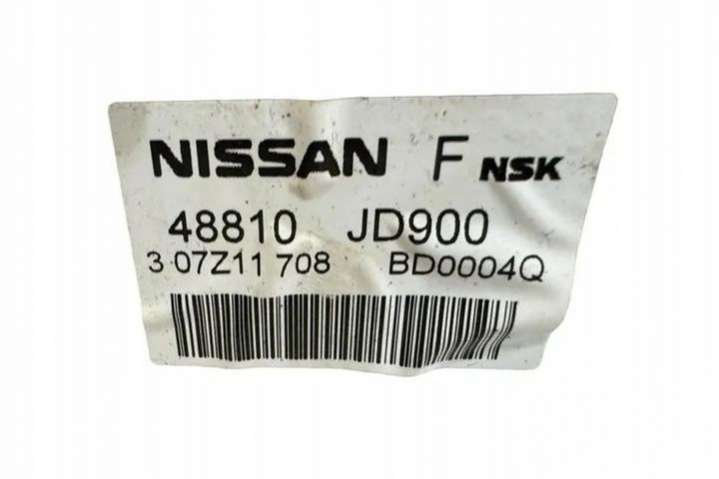 NISSAN F NSK
48810 JD900
3 07Z11 708 BD0004Q